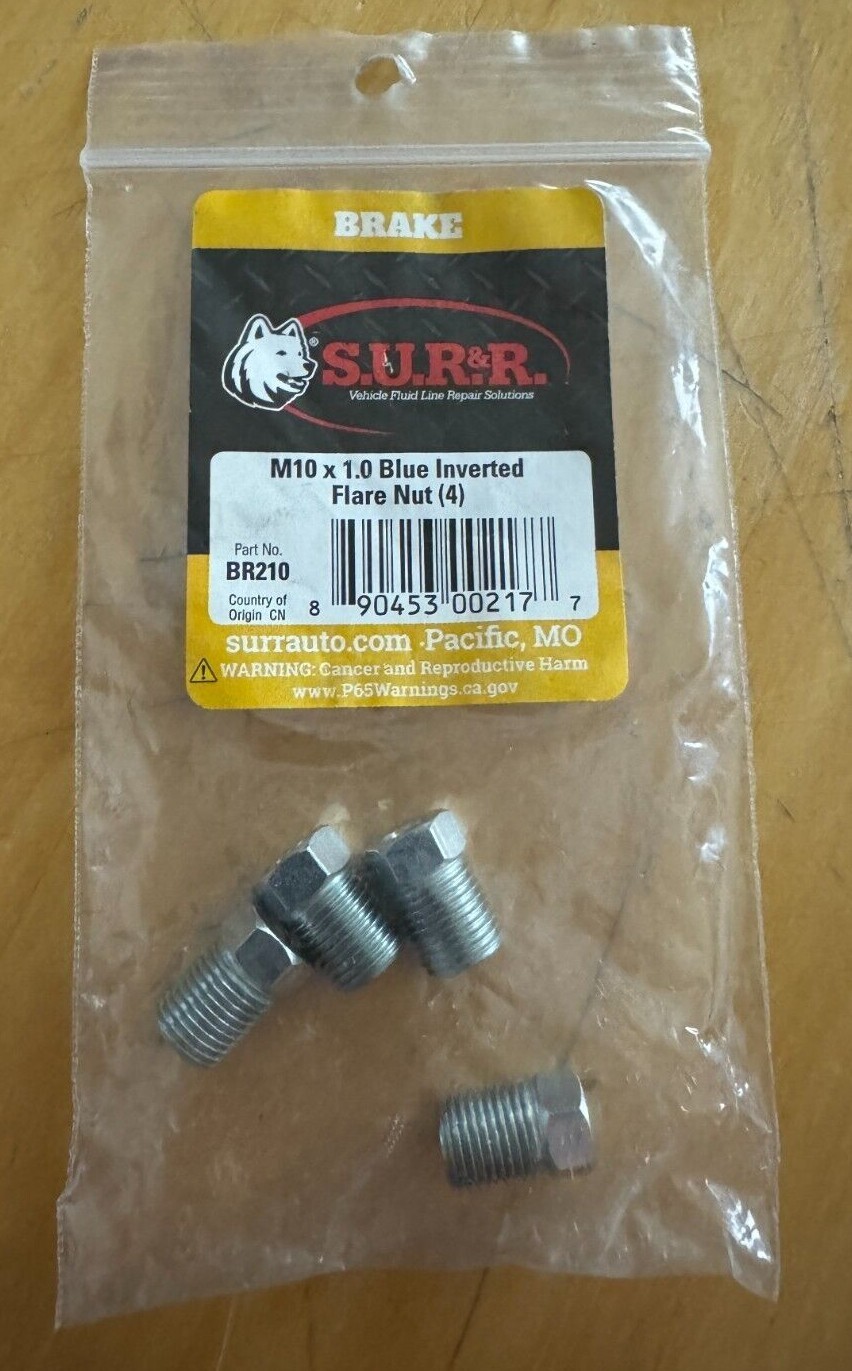 BRAKE
S.U.R.&R.®
Vehicle Fluid Line Repair Solutions
M10 x 1.0 Blue Inverted
Flare Nut (4)
Part No.
BR210
Country of
Origin CN
8 90453 00217 7
surrauto.com · Pacific, MO
WARNING: Cancer and Reproductive Harm
www.P65Warnings.ca.gov